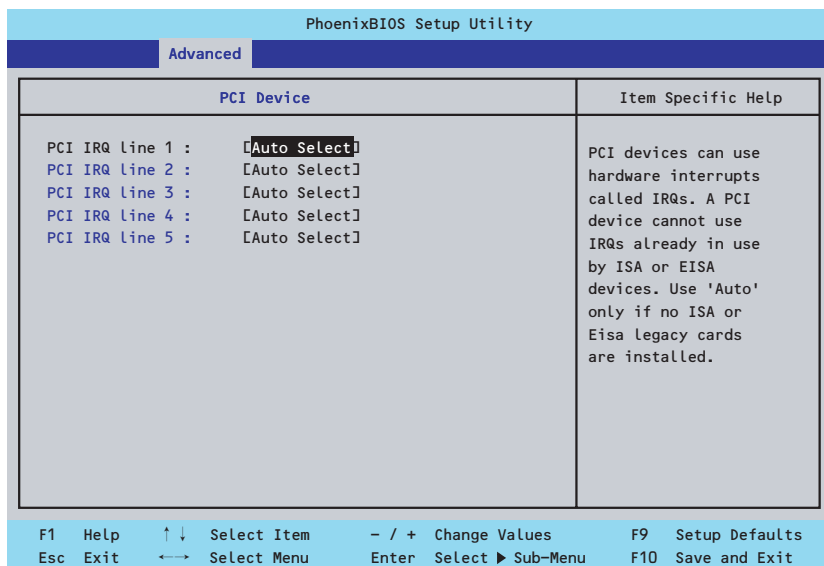 PhoenixBIOS Setup Utility
Advanced
PCI Device
Item Specific Help
PCI IRQ line 1 : [Auto Select]
PCI IRQ line 2 : [Auto Select]
PCI IRQ line 3 : [Auto Select]
PCI IRQ line 4 : [Auto Select]
PCI IRQ line 5 : [Auto Select]
PCI devices can use
hardware interrupts
called IRQs. A PCI
device cannot use
IRQs already in use
by ISA or EISA
devices. Use 'Auto'
only if no ISA or
Eisa legacy cards
are installed.
F1 Help ↑↓ Select Item - / + Change Values F9 Setup Defaults
Esc Exit ←→ Select Menu Enter Select ▶ Sub-Menu F10 Save and Exit